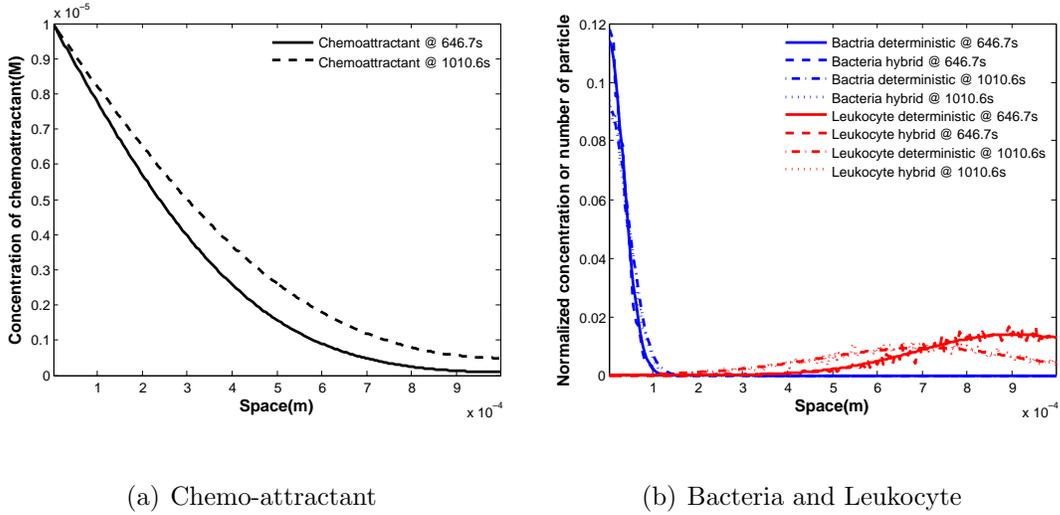 x 10⁻⁵
1
0.9
0.8
0.7
0.6
0.5
0.4
0.3
0.2
0.1
0
Concentration of chemoattractant(M)
Chemoattractant @ 646.7s
Chemoattractant @ 1010.6s
1 2 3 4 5 6 7 8 9
Space(m)
x 10⁻⁴
(a) Chemo-attractant
0.12
0.1
0.08
0.06
0.04
0.02
0
Normalized concentration or number of particle
Bactria deterministic @ 646.7s
Bacteria hybrid @ 646.7s
Bactria deterministic @ 1010.6s
Bacteria hybrid @ 1010.6s
Leukocyte deterministic @ 646.7s
Leukocyte hybrid @ 646.7s
Leukocyte deterministic @ 1010.6s
Leukocyte hybrid @ 1010.6s
1 2 3 4 5 6 7 8 9
Space(m)
x 10⁻⁴
(b) Bacteria and Leukocyte